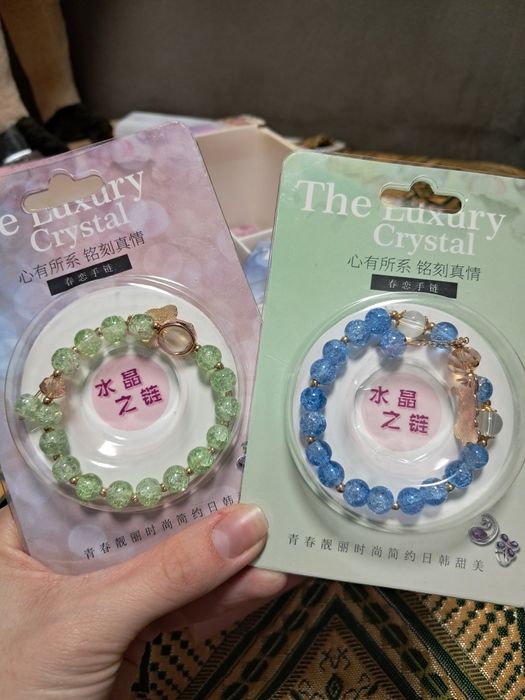 The Luxury
Crystal
心有所系 铭刻真情
春恋手链
水晶
之链
青春靓丽时尚简约日韩
The Luxury
Crystal
心有所系 铭刻真情
春恋手链
水晶
之链
青春靓丽时尚简约日韩甜美